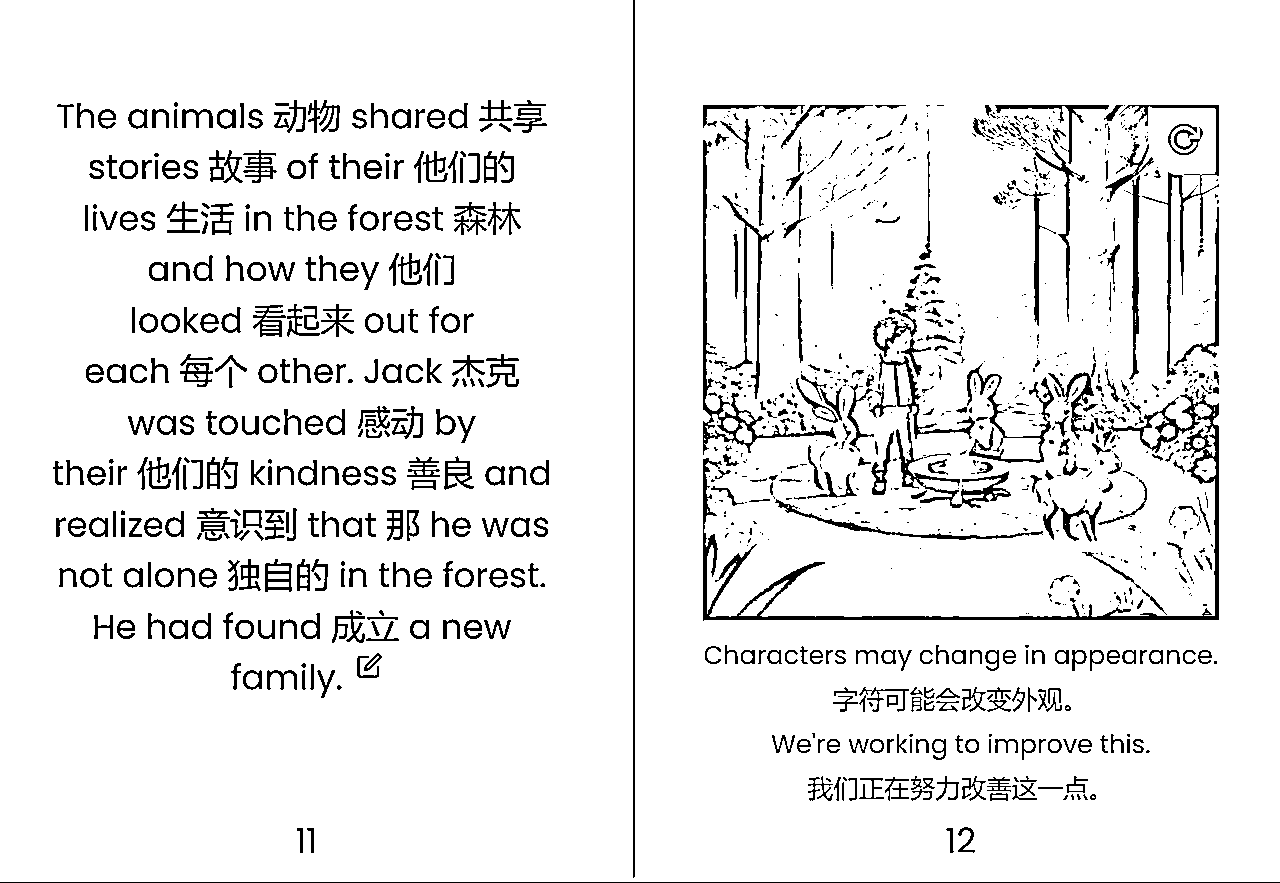 The animals 动物 shared 共享
stories 故事 of their 他们的
lives 生活 in the forest 森林
and how they 他们
looked 看起来 out for
each 每个 other. Jack 杰克
was touched 感动 by
their 他们的 kindness 善良 and
realized 意识到 that 那 he was
not alone 独自的 in the forest.
He had found 成立 a new
family.
11
Characters may change in appearance.
字符可能会改变外观。
We're working to improve this.
我们正在努力改善这一点。
12